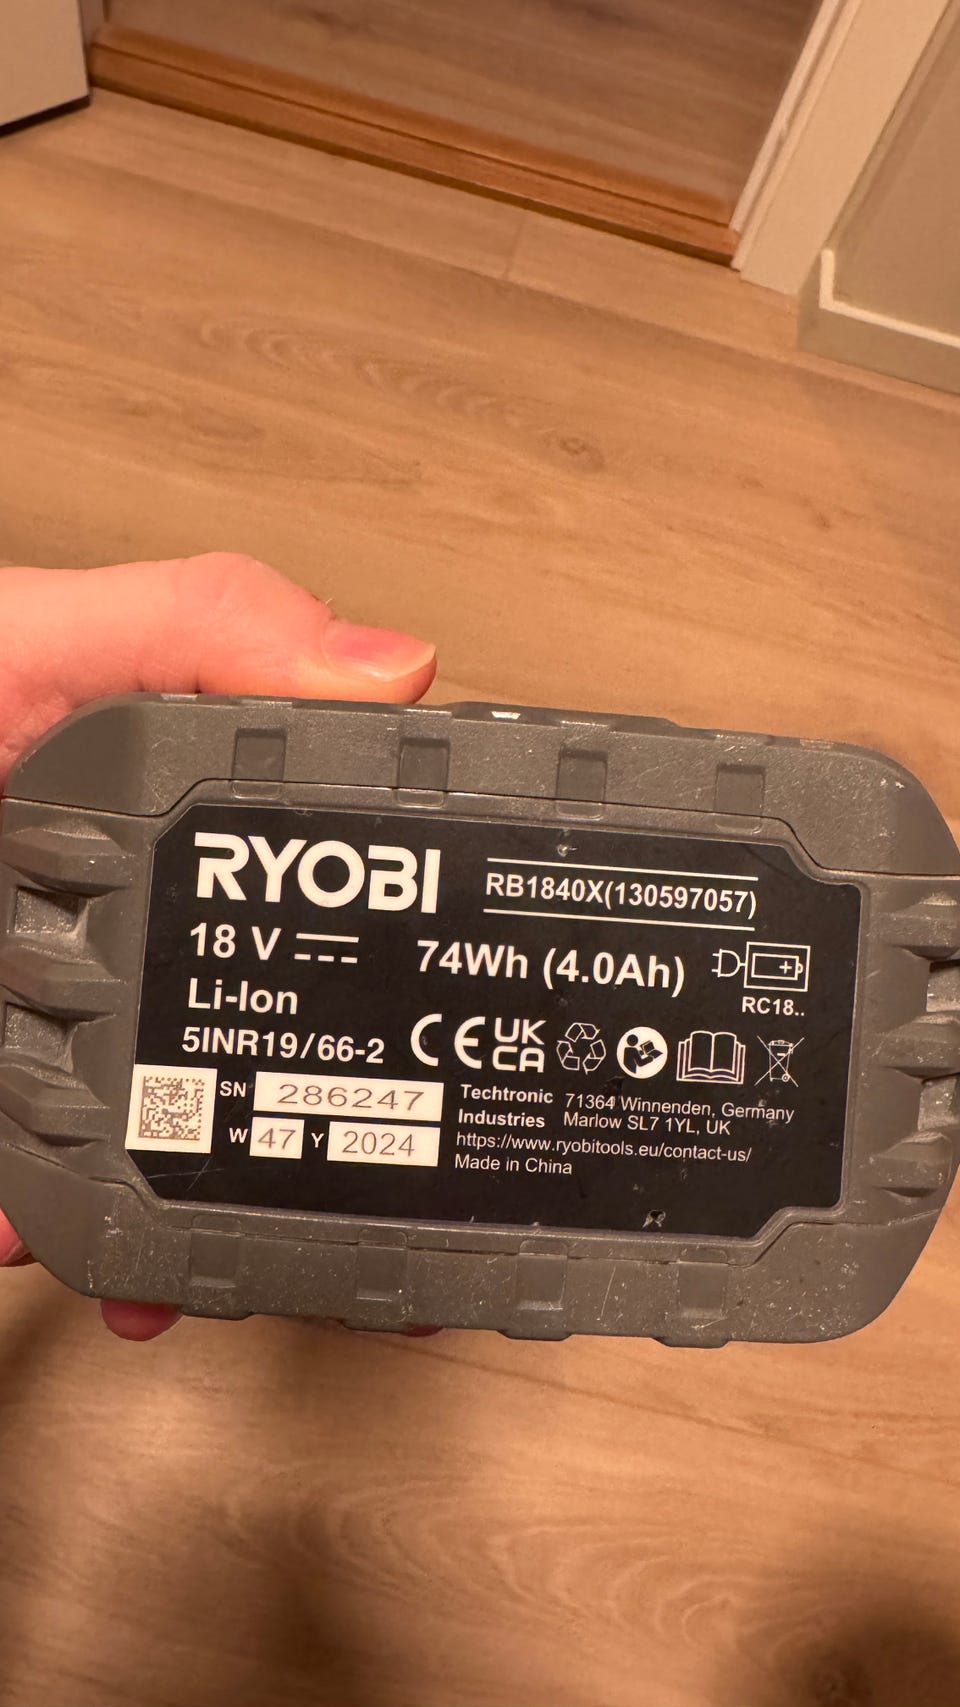 RYOBI
RB1840X(130597057)
18 V
74Wh (4.0Ah)
RC18..
Li-Ion
5INR19/66-2
CE UK CA
SN 286247
W 47 Y 2024
Techtronic Industries
71364 Winnenden, Germany
Marlow SL7 1YL, UK
https://www.ryobitools.eu/contact-us/
Made in China